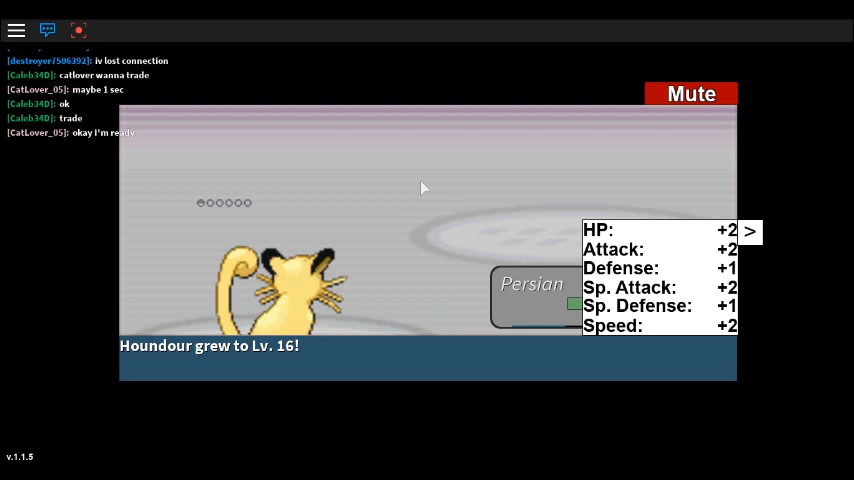 [destroyer7506392]: iv lost connection
[Caleb34D]: catlover wanna trade
[CatLover_05]: maybe 1 sec
[Caleb34D]: ok
[Caleb34D]: trade
[CatLover_05]: okay I'm ready
Mute
HP: +2
>
Attack: +2
Defense: +1
Sp. Attack: +2
Sp. Defense: +1
Speed: +2
Persian
Houndour grew to Lv. 16!
v.1.1.5